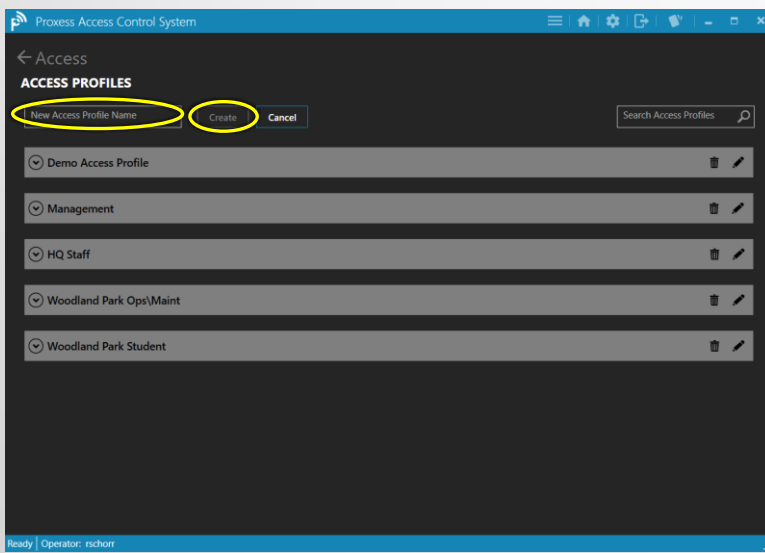 Proxess Access Control System
Access
ACCESS PROFILES
New Access Profile Name Create Cancel Search Access Profiles
Demo Access Profile
Management
HQ Staff
Woodland Park Ops\Maint
Woodland Park Student
Ready Operator: rschorr